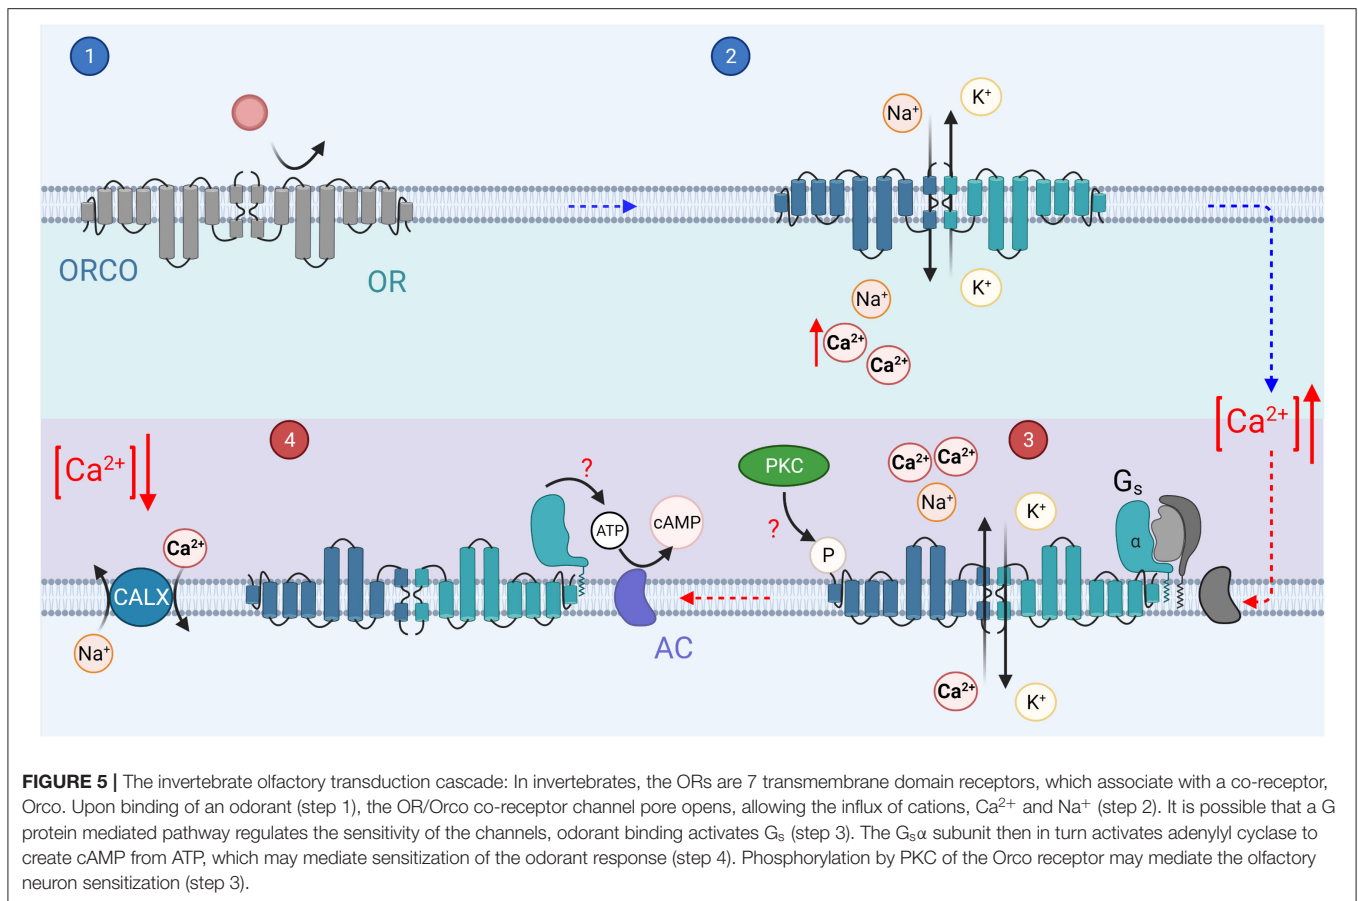 1
2
Na⁺
K⁺
ORCO
OR
Na⁺
K⁺
Ca²⁺
Ca²⁺
[Ca²⁺]
[Ca²⁺]
4
?
ATP
cAMP
Ca²⁺
CALX
Na⁺
AC
PKC
?
P
Ca²⁺
Ca²⁺
Na⁺
3
K⁺
Gₛ
α
Ca²⁺
K⁺
FIGURE 5 | The invertebrate olfactory transduction cascade: In invertebrates, the ORs are 7 transmembrane domain receptors, which associate with a co-receptor,
Orco. Upon binding of an odorant (step 1), the OR/Orco co-receptor channel pore opens, allowing the influx of cations, Ca²⁺ and Na⁺ (step 2). It is possible that a G
protein mediated pathway regulates the sensitivity of the channels, odorant binding activates Gₛ (step 3). The Gₛα subunit then in turn activates adenylyl cyclase to
create cAMP from ATP, which may mediate sensitization of the odorant response (step 4). Phosphorylation by PKC of the Orco receptor may mediate the olfactory
neuron sensitization (step 3).